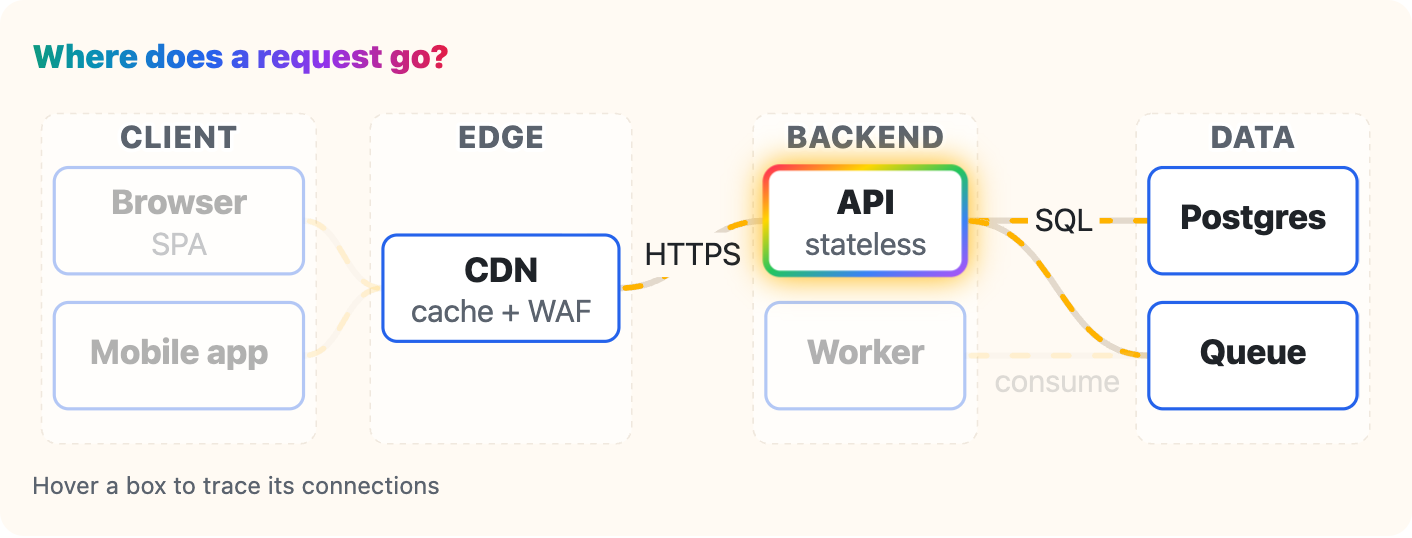 Where does a request go?
CLIENT
Browser
SPA
Mobile app
EDGE
CDN
cache + WAF
HTTPS
BACKEND
API
stateless
Worker
SQL
consume
DATA
Postgres
Queue
Hover a box to trace its connections